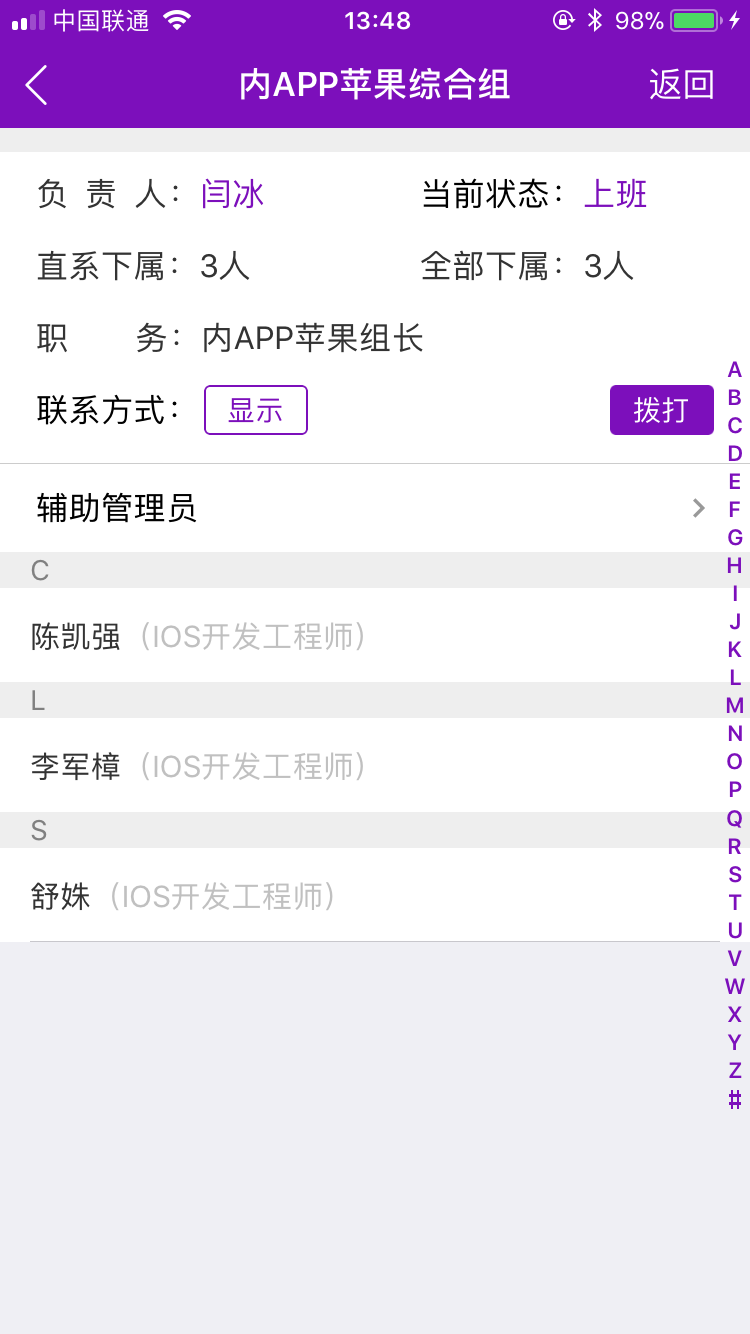 中国联通 13:48 98%
内APP苹果综合组 返回
负 责 人： 闫冰 当前状态： 上班
直系下属： 3人 全部下属： 3人
职 务： 内APP苹果组长
联系方式： 显示 拨打
辅助管理员
C
陈凯强（IOS开发工程师）
L
李军樟（IOS开发工程师）
S
舒姝（IOS开发工程师）
A
B
C
D
E
F
G
H
I
J
K
L
M
N
O
P
Q
R
S
T
U
V
W
X
Y
Z
#